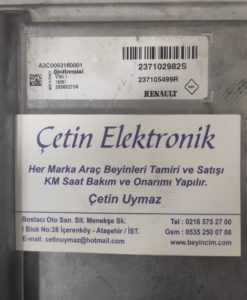 A3C0093160001
Continental
237102982S
237105499R
RENAULT
Çetin Elektronik
Her Marka Araç Beyinleri Tamiri ve Satışı
KM Saat Bakım ve Onarımı Yapılır.
Çetin Uymaz
Bostacı Oto San. Sit. Menekşe Sk.
I Blok No:28 İçerenköy - Ataşehir / İST.
E-mail: cetinuymaz@hotmail.com
Tel : 0216 575 27 00
Gsm : 0535 250 07 86
www.beyincim.com